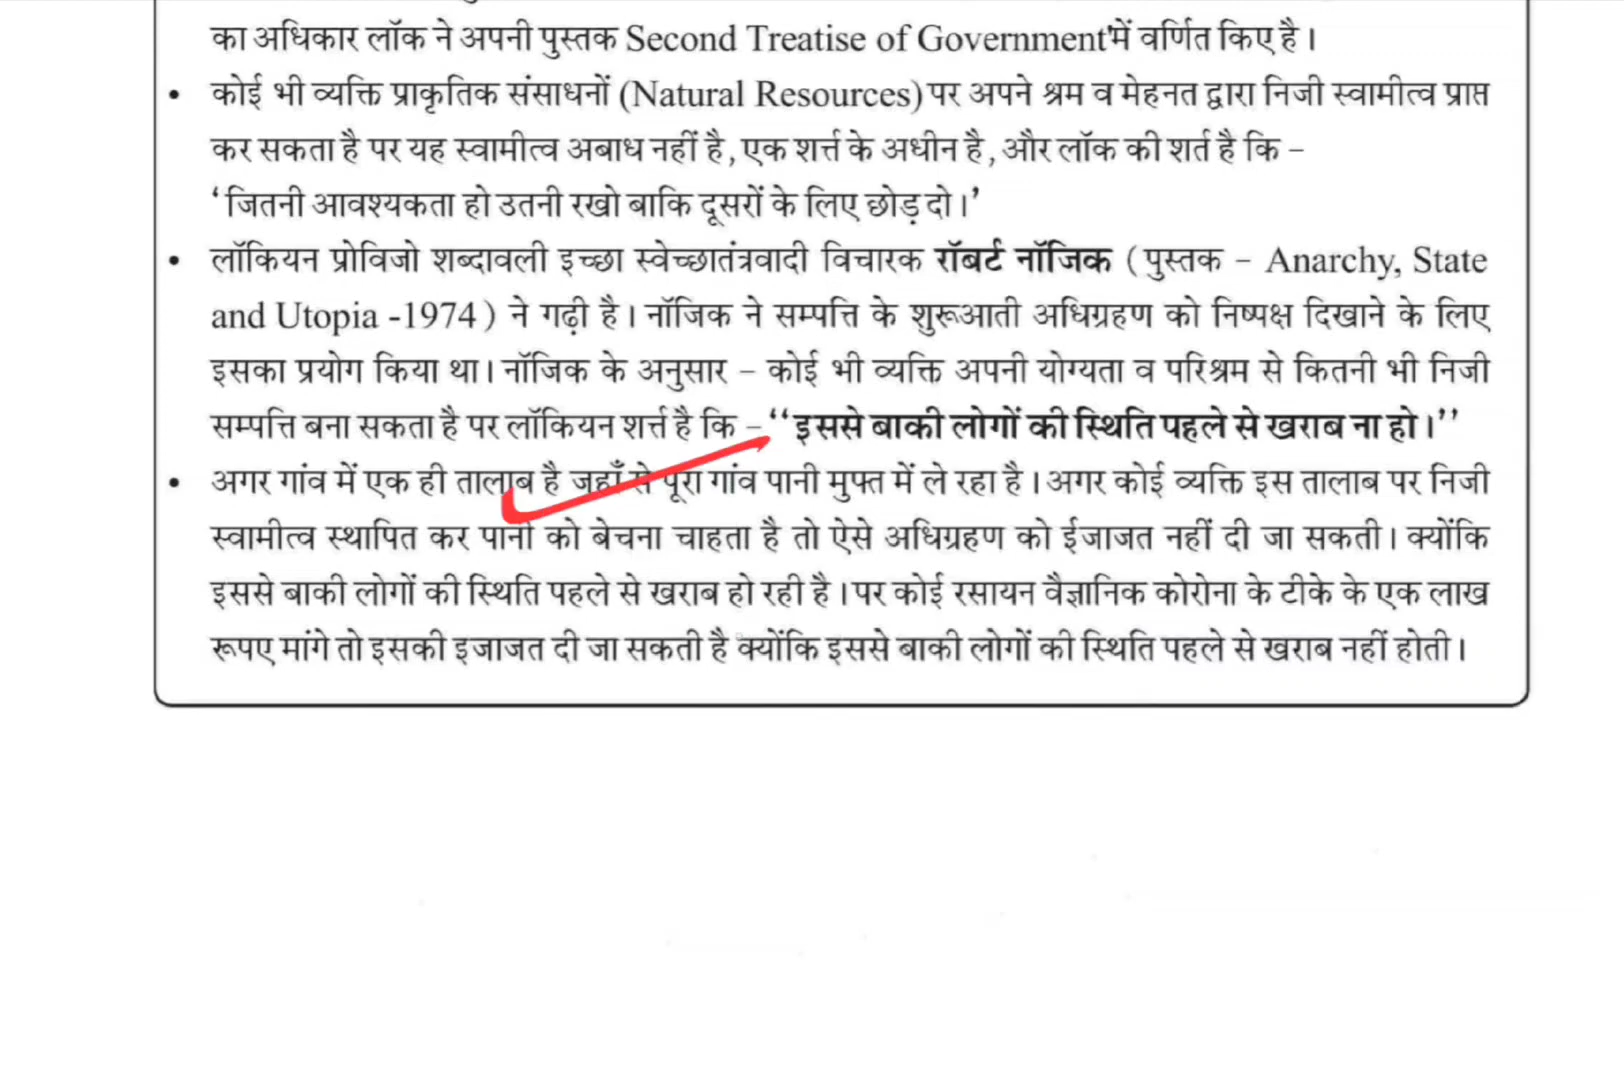 का अधिकार लॉक ने अपनी पुस्तक Second Treatise of Government'में वर्णित किए है।
• कोई भी व्यक्ति प्राकृतिक संसाधनों (Natural Resources) पर अपने श्रम व मेहनत द्वारा निजी स्वामीत्व प्राप्त
कर सकता है पर यह स्वामीत्व अबाध नहीं है, एक शर्त्त के अधीन है, और लॉक की शर्त है कि –
‘जितनी आवश्यकता हो उतनी रखो बाकि दूसरों के लिए छोड़ दो।’
• लॉकियन प्रोविजो शब्दावली इच्छा स्वेच्छातंत्रवादी विचारक रॉबर्ट नॉजिक (पुस्तक – Anarchy, State
and Utopia -1974) ने गढ़ी है। नॉजिक ने सम्पत्ति के शुरूआती अधिग्रहण को निष्पक्ष दिखाने के लिए
इसका प्रयोग किया था। नॉजिक के अनुसार – कोई भी व्यक्ति अपनी योग्यता व परिश्रम से कितनी भी निजी
सम्पत्ति बना सकता है पर लॉकियन शर्त्त है कि – ‘‘इससे बाकी लोगों की स्थिति पहले से खराब ना हो।’’
• अगर गांव में एक ही तालाब है जहाँ से पूरा गांव पानी मुफ्त में ले रहा है। अगर कोई व्यक्ति इस तालाब पर निजी
स्वामीत्व स्थापित कर पानी को बेचना चाहता है तो ऐसे अधिग्रहण को ईजाजत नहीं दी जा सकती। क्योंकि
इससे बाकी लोगों की स्थिति पहले से खराब हो रही है। पर कोई रसायन वैज्ञानिक कोरोना के टीके के एक लाख
रूपए मांगे तो इसकी इजाजत दी जा सकती है क्योंकि इससे बाकी लोगों की स्थिति पहले से खराब नहीं होती।